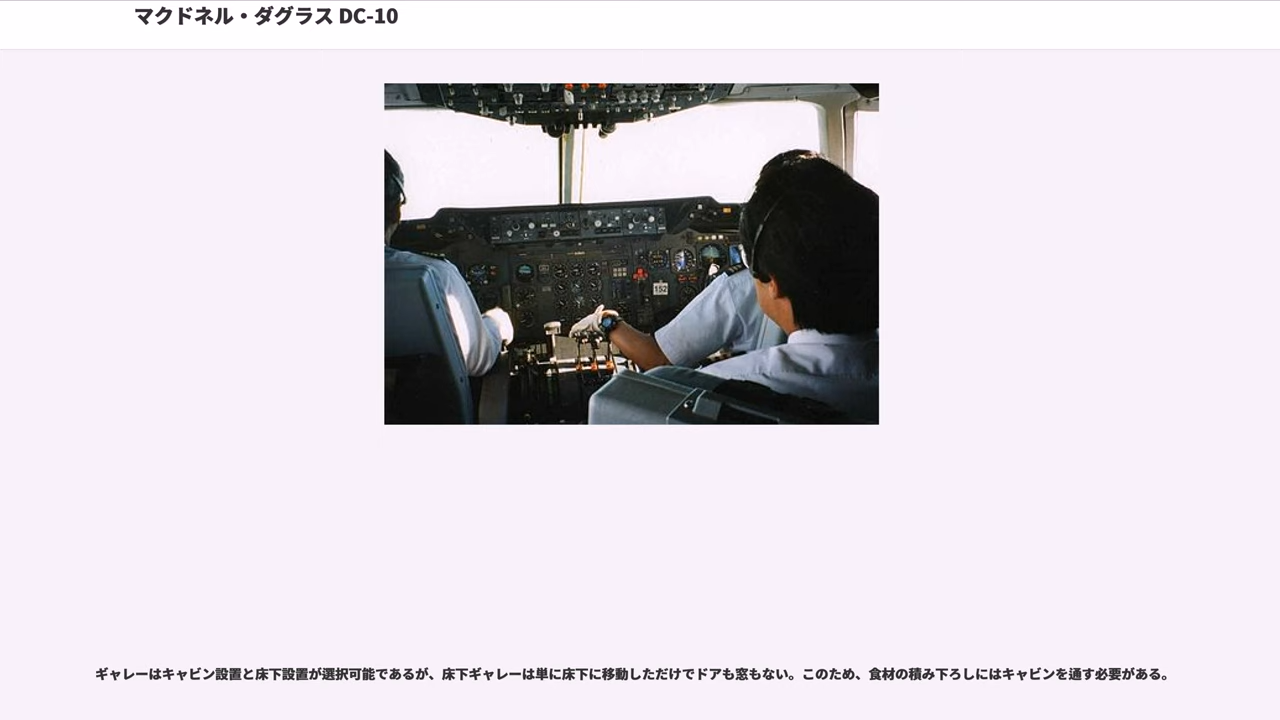 マクドネル・ダグラス DC-10
152
ギャレーはキャビン設置と床下設置が選択可能であるが、床下ギャレーは単に床下に移動しただけでドアも窓もない。このため、食材の積み下ろしにはキャビンを通す必要がある。